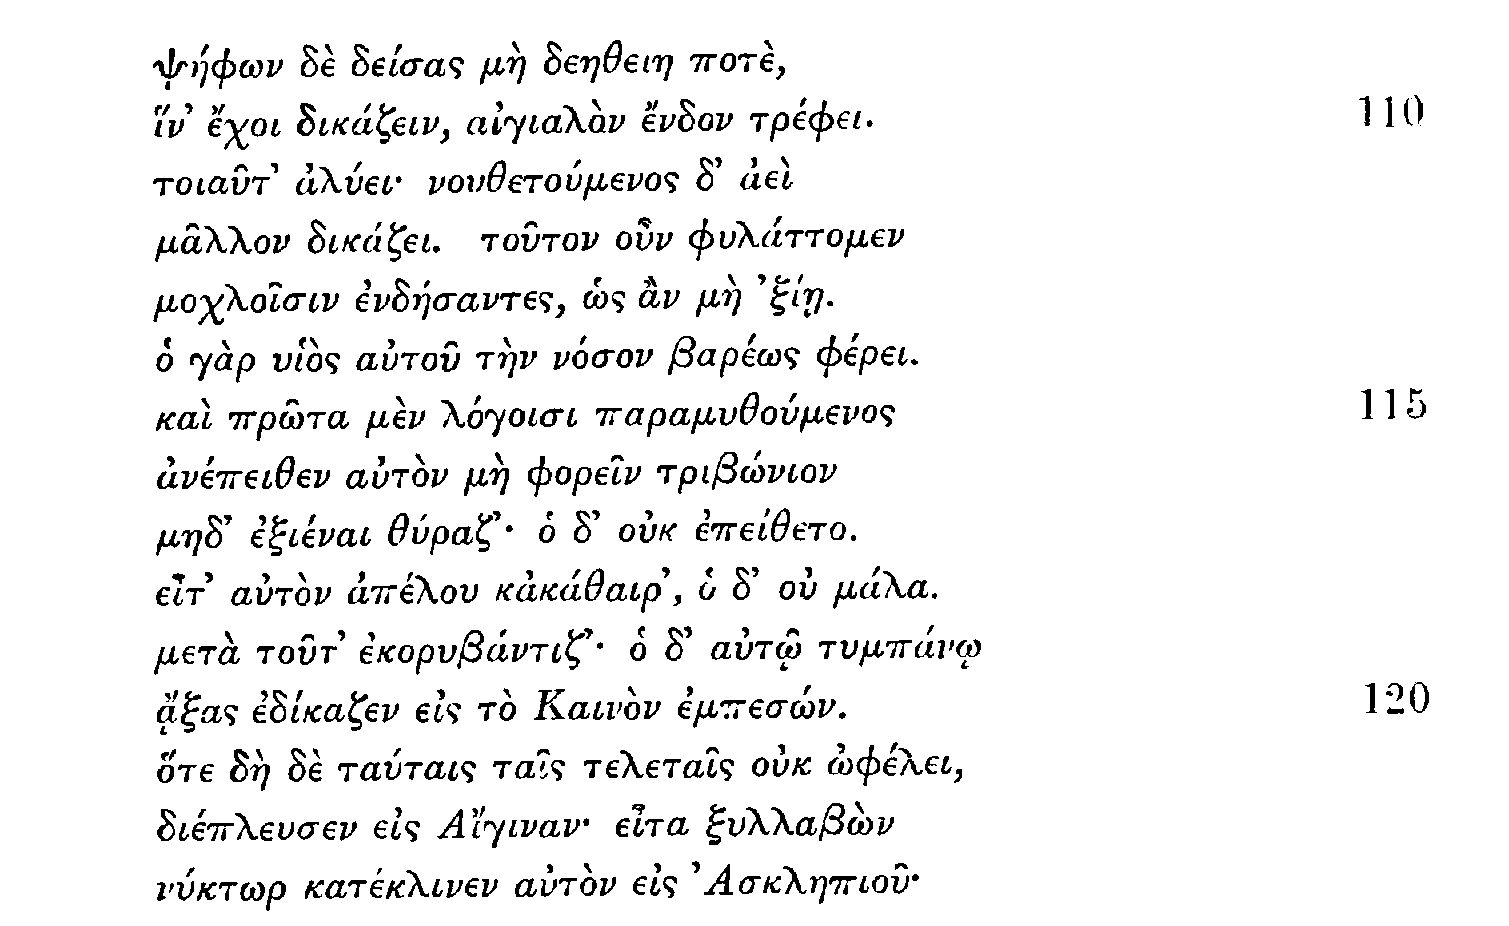 ψήφων δὲ δείσας μὴ δεηθειη ποτὲ,
ἵν’ ἔχοι δικάζειν, αἰγιαλὸν ἔνδον τρέφει. 110
τοιαῦτ’ ἀλύει· νουθετούμενος δ’ ἀεὶ
μᾶλλον δικάζει. τοῦτον οὖν φυλάττομεν
μοχλοῖσιν ἐνδήσαντες, ὡς ἂν μὴ ’ξίῃ.
ὁ γὰρ υἱὸς αὐτοῦ τὴν νόσον βαρέως φέρει.
καὶ πρῶτα μὲν λόγοισι παραμυθούμενος 115
ἀνέπειθεν αὐτὸν μὴ φορεῖν τριβώνιον
μηδ’ ἐξιέναι θύραζ’· ὁ δ’ οὐκ ἐπείθετο.
εἶτ’ αὐτὸν ἀπέλου κἀκάθαιρ’, ὁ δ’ οὐ μάλα.
μετὰ τοῦτ’ ἐκορυβάντιζ’· ὁ δ’ αὐτῷ τυμπάνῳ
ᾄξας ἐδίκαζεν εἰς τὸ Καινὸν ἐμπεσών. 120
ὅτε δὴ δὲ ταύταις ταῖς τελεταῖς οὐκ ὠφέλει,
διέπλευσεν εἰς Αἴγιναν· εἶτα ξυλλαβὼν
νύκτωρ κατέκλινεν αὐτὸν εἰς Ἀσκληπιοῦ·